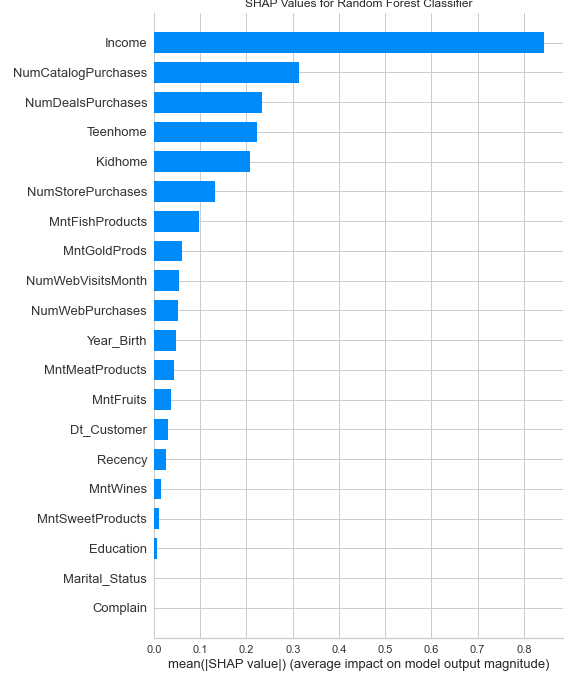 SHAP Values for Random Forest Classifier
Income
NumCatalogPurchases
NumDealsPurchases
Teenhome
Kidhome
NumStorePurchases
MntFishProducts
MntGoldProds
NumWebVisitsMonth
NumWebPurchases
Year_Birth
MntMeatProducts
MntFruits
Dt_Customer
Recency
MntWines
MntSweetProducts
Education
Marital_Status
Complain
0.0 0.1 0.2 0.3 0.4 0.5 0.6 0.7 0.8
mean(|SHAP value|) (average impact on model output magnitude)